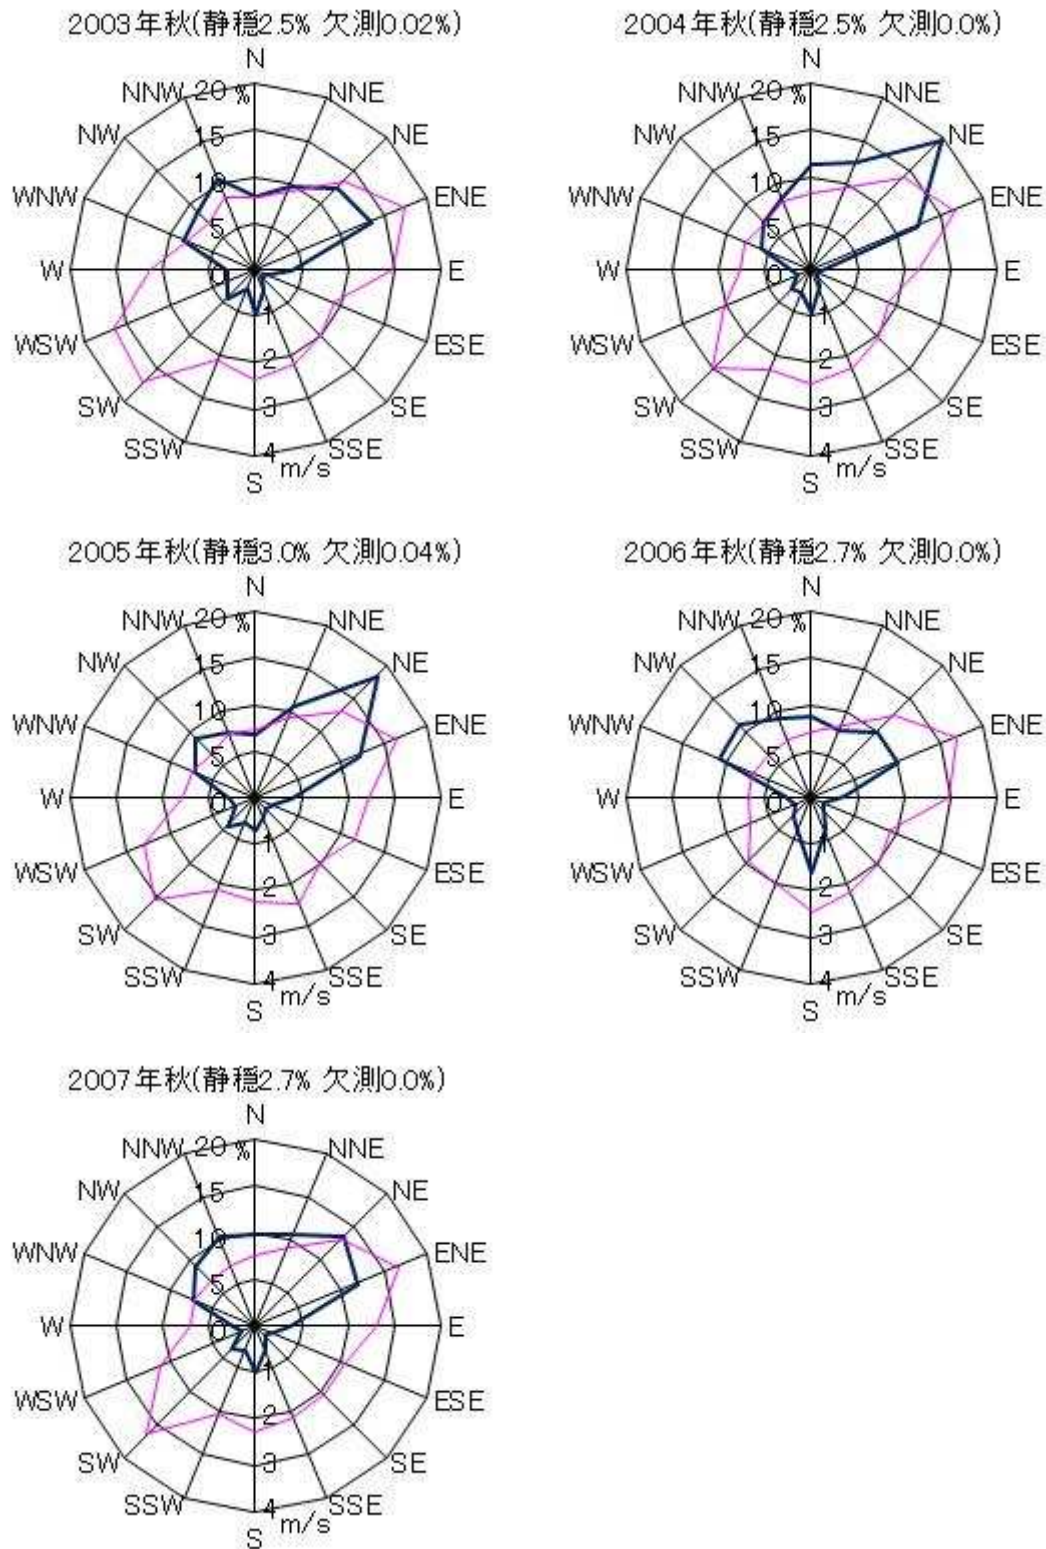 2003年秋(静穏2.5% 欠測0.02%)
N
NNW 20 % NNE
NW 15 NE
WNW 10 ENE
5
W 0 E
1
WSW 2 ESE
3
SW SE
SSW 4 m/s SSE
S
2004年秋(静穏2.5% 欠測0.0%)
N
NNW 20 % NNE
NW 15 NE
WNW 10 ENE
5
W 0 E
1
WSW 2 ESE
3
SW SE
SSW 4 m/s SSE
S
2005年秋(静穏3.0% 欠測0.04%)
N
NNW 20 % NNE
NW 15 NE
WNW 10 ENE
5
W 0 E
1
WSW 2 ESE
3
SW SE
SSW 4 m/s SSE
S
2006年秋(静穏2.7% 欠測0.0%)
N
NNW 20 % NNE
NW 15 NE
WNW 10 ENE
5
W 0 E
1
WSW 2 ESE
3
SW SE
SSW 4 m/s SSE
S
2007年秋(静穏2.7% 欠測0.0%)
N
NNW 20 % NNE
NW 15 NE
WNW 10 ENE
5
W 0 E
1
WSW 2 ESE
3
SW SE
SSW 4 m/s SSE
S